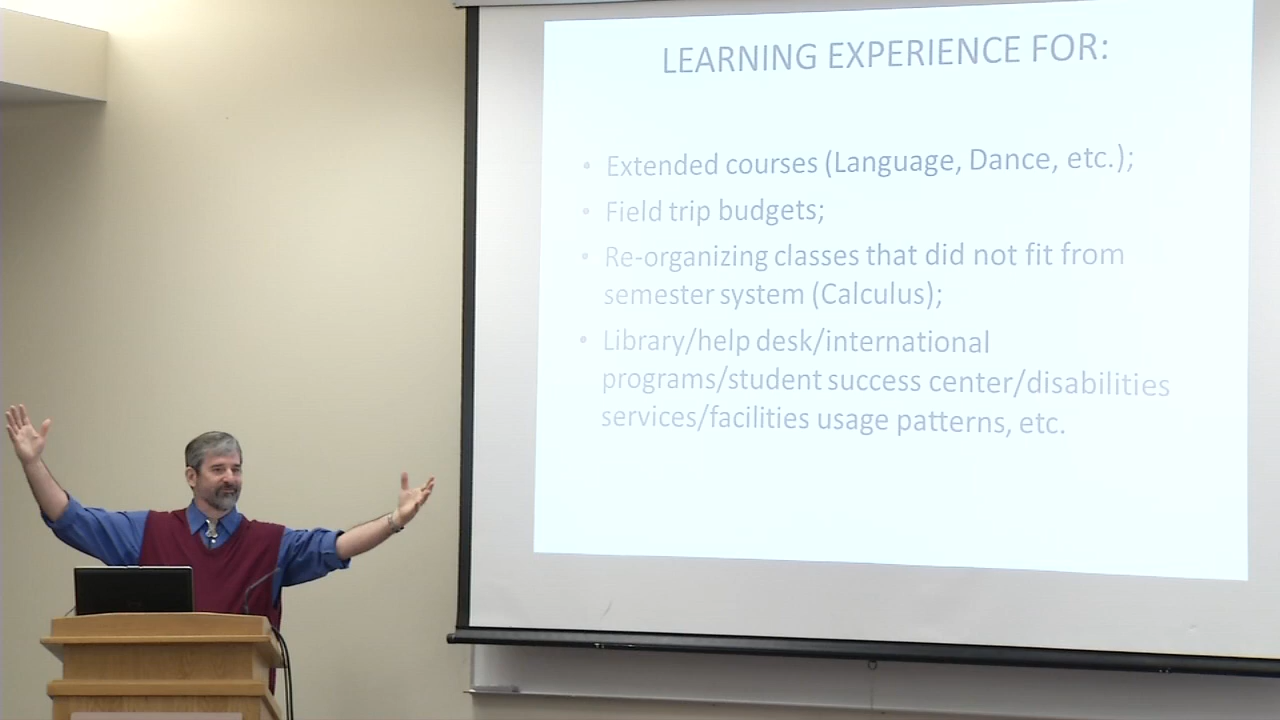 LEARNING EXPERIENCE FOR:
• Extended courses (Language, Dance, etc.);
• Field trip budgets;
• Re-organizing classes that did not fit from
semester system (Calculus);
• Library/help desk/international
programs/student success center/disabilities
services/facilities usage patterns, etc.